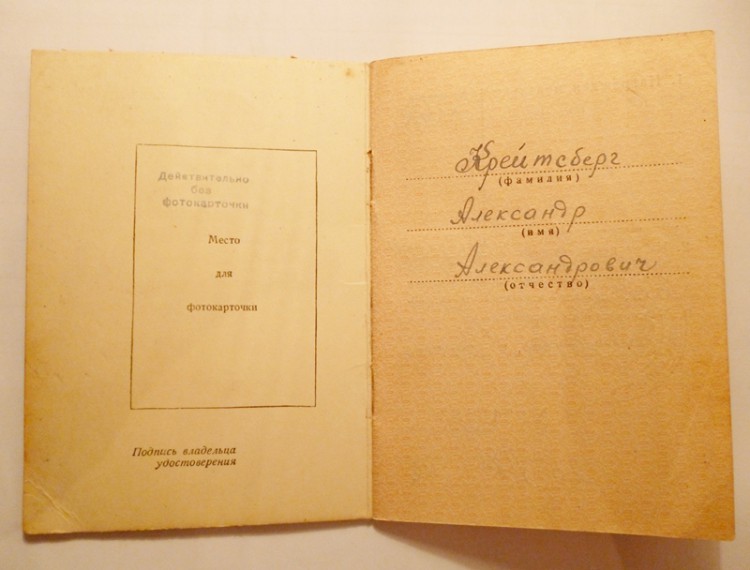 Действительно
без
фотокарточки
Место
для
фотокарточки
Подпись владельца
удостоверения
Крейтсберг
(фамилия)
Александр
(имя)
Александрович
(отчество)